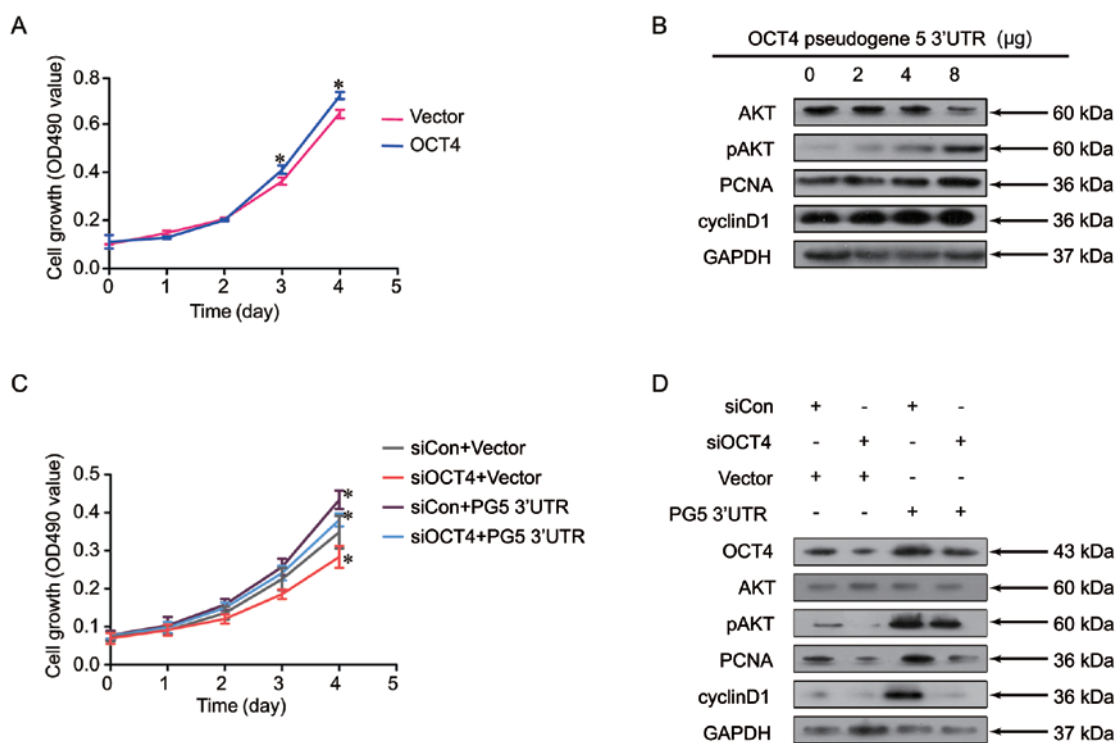 A
Cell growth (OD490 value)
0.8
0.6
0.4
0.2
0.0
0 1 2 3 4 5
Time (day)
* *
Vector
OCT4
B
OCT4 pseudogene 5 3'UTR (μg)
0 2 4 8
AKT 60 kDa
pAKT 60 kDa
PCNA 36 kDa
cyclinD1 36 kDa
GAPDH 37 kDa
C
Cell growth (OD490 value)
0.5
0.4
0.3
0.2
0.1
0.0
0 1 2 3 4 5
Time (day)
*
*
*
siCon+Vector
siOCT4+Vector
siCon+PG5 3'UTR
siOCT4+PG5 3'UTR
D
siCon + - + -
siOCT4 - + - +
Vector + + - -
PG5 3'UTR - - + +
OCT4 43 kDa
AKT 60 kDa
pAKT 60 kDa
PCNA 36 kDa
cyclinD1 36 kDa
GAPDH 37 kDa